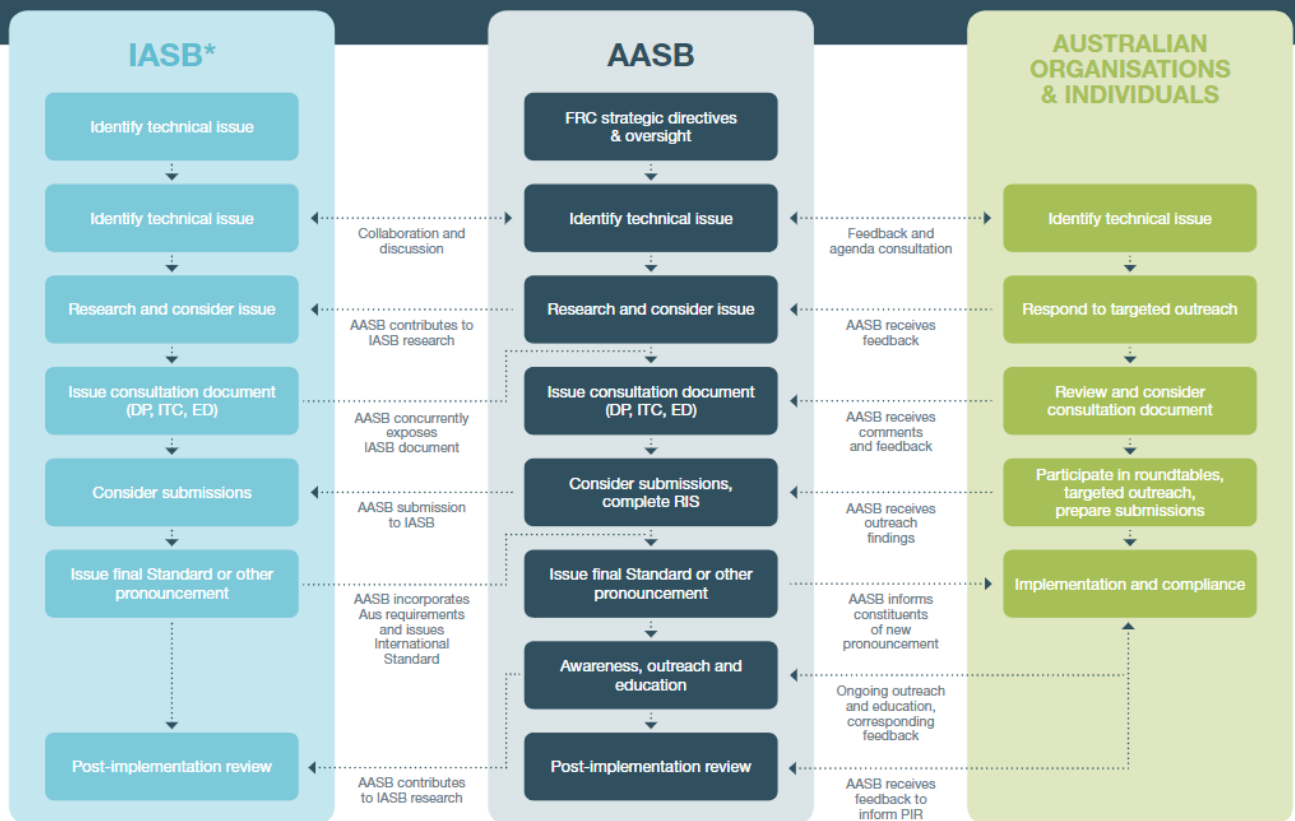 IASB*
Identify technical issue
Identify technical issue
Research and consider issue
Issue consultation document
(DP, ITC, ED)
Consider submissions
Issue final Standard or other
pronouncement
Post-implementation review
Collaboration and
discussion
AASB contributes to
IASB research
AASB concurrently
exposes
IASB document
AASB submission
to IASB
AASB incorporates
Aus requirements
and issues
International
Standard
AASB contributes
to IASB research
AASB
FRC strategic directives
& oversight
Identify technical issue
Research and consider issue
Issue consultation document
(DP, ITC, ED)
Consider submissions,
complete RIS
Issue final Standard or other
pronouncement
Awareness, outreach and
education
Post-implementation review
Feedback and
agenda consultation
AASB receives
feedback
AASB receives
comments
and feedback
AASB receives
outreach
findings
AASB informs
constituents
of new
pronouncement
Ongoing outreach
and education,
corresponding
feedback
AASB receives
feedback to
inform PIR
AUSTRALIAN
ORGANISATIONS
& INDIVIDUALS
Identify technical issue
Respond to targeted outreach
Review and consider
consultation document
Participate in roundtables,
targeted outreach,
prepare submissions
Implementation and compliance